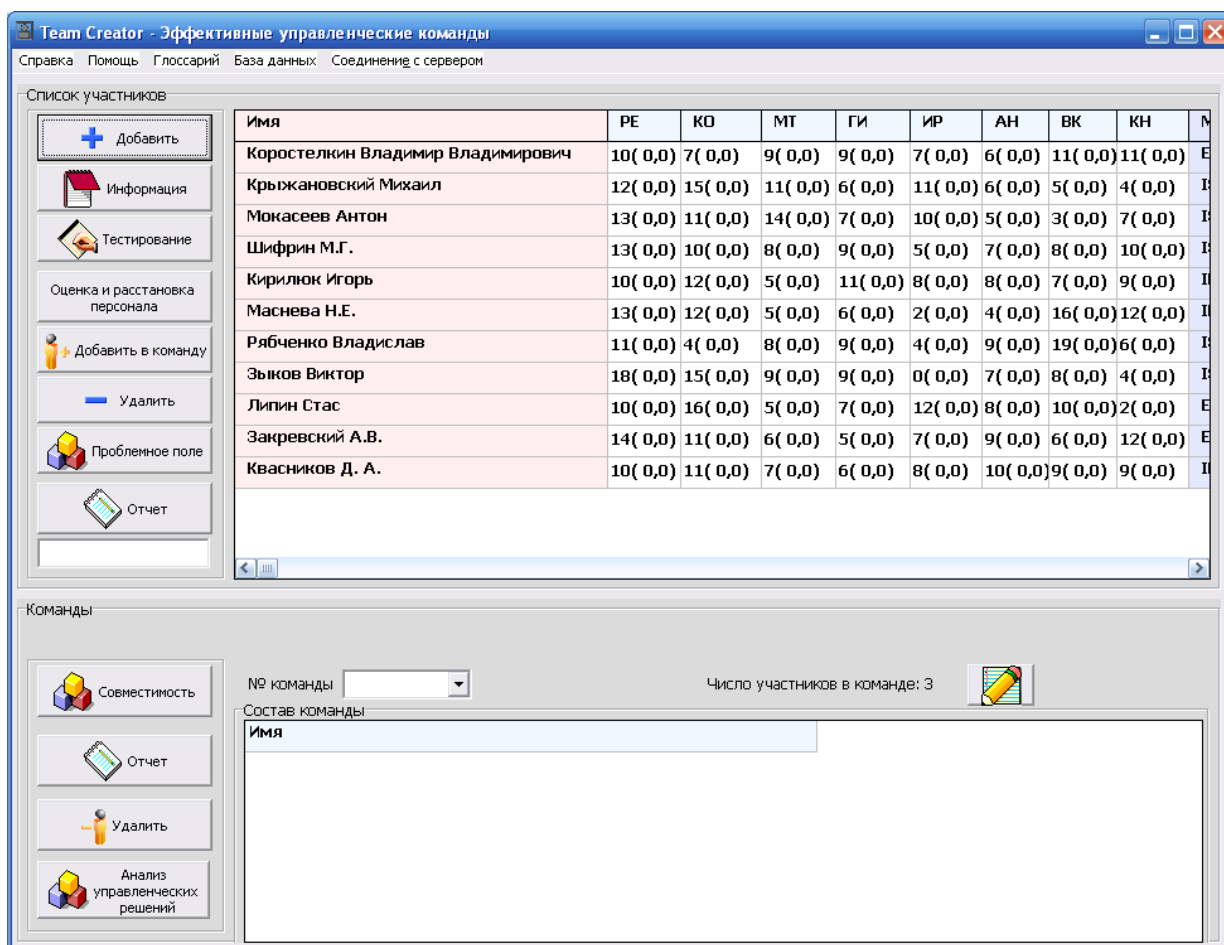 Team Creator - Эффективные управленческие команды
Справка Помощь Глоссарий База данных Соединение с сервером
Список участников
Добавить
Информация
Тестирование
Оценка и расстановка
персонала
Добавить в команду
Удалить
Проблемное поле
Отчет
Имя РЕ КО МТ ГИ ИР АН ВК КН
Коростелкин Владимир Владимирович 10( 0,0) 7( 0,0) 9( 0,0) 9( 0,0) 7( 0,0) 6( 0,0) 11( 0,0) 11( 0,0) E
Крыжановский Михаил 12( 0,0) 15( 0,0) 11( 0,0) 6( 0,0) 11( 0,0) 6( 0,0) 5( 0,0) 4( 0,0)
Мокасеев Антон 13( 0,0) 11( 0,0) 14( 0,0) 7( 0,0) 10( 0,0) 5( 0,0) 3( 0,0) 7( 0,0)
Шифрин М.Г. 13( 0,0) 10( 0,0) 8( 0,0) 9( 0,0) 5( 0,0) 7( 0,0) 8( 0,0) 10( 0,0)
Кирилюк Игорь 10( 0,0) 12( 0,0) 5( 0,0) 11( 0,0) 8( 0,0) 8( 0,0) 7( 0,0) 9( 0,0)
Маснева Н.Е. 13( 0,0) 12( 0,0) 5( 0,0) 6( 0,0) 2( 0,0) 4( 0,0) 16( 0,0) 12( 0,0)
Рябченко Владислав 11( 0,0) 4( 0,0) 8( 0,0) 9( 0,0) 4( 0,0) 9( 0,0) 19( 0,0) 6( 0,0)
Зыков Виктор 18( 0,0) 15( 0,0) 9( 0,0) 9( 0,0) 0( 0,0) 7( 0,0) 8( 0,0) 4( 0,0)
Липин Стас 10( 0,0) 16( 0,0) 5( 0,0) 7( 0,0) 12( 0,0) 8( 0,0) 10( 0,0) 2( 0,0) E
Закревский А.В. 14( 0,0) 11( 0,0) 6( 0,0) 5( 0,0) 7( 0,0) 9( 0,0) 6( 0,0) 12( 0,0) E
Квасников Д. А. 10( 0,0) 11( 0,0) 7( 0,0) 6( 0,0) 8( 0,0) 10( 0,0) 9( 0,0) 9( 0,0)
Команды
Совместимость
Отчет
Удалить
Анализ
управленческих
решений
№ команды
Число участников в команде: 3
Состав команды
Имя